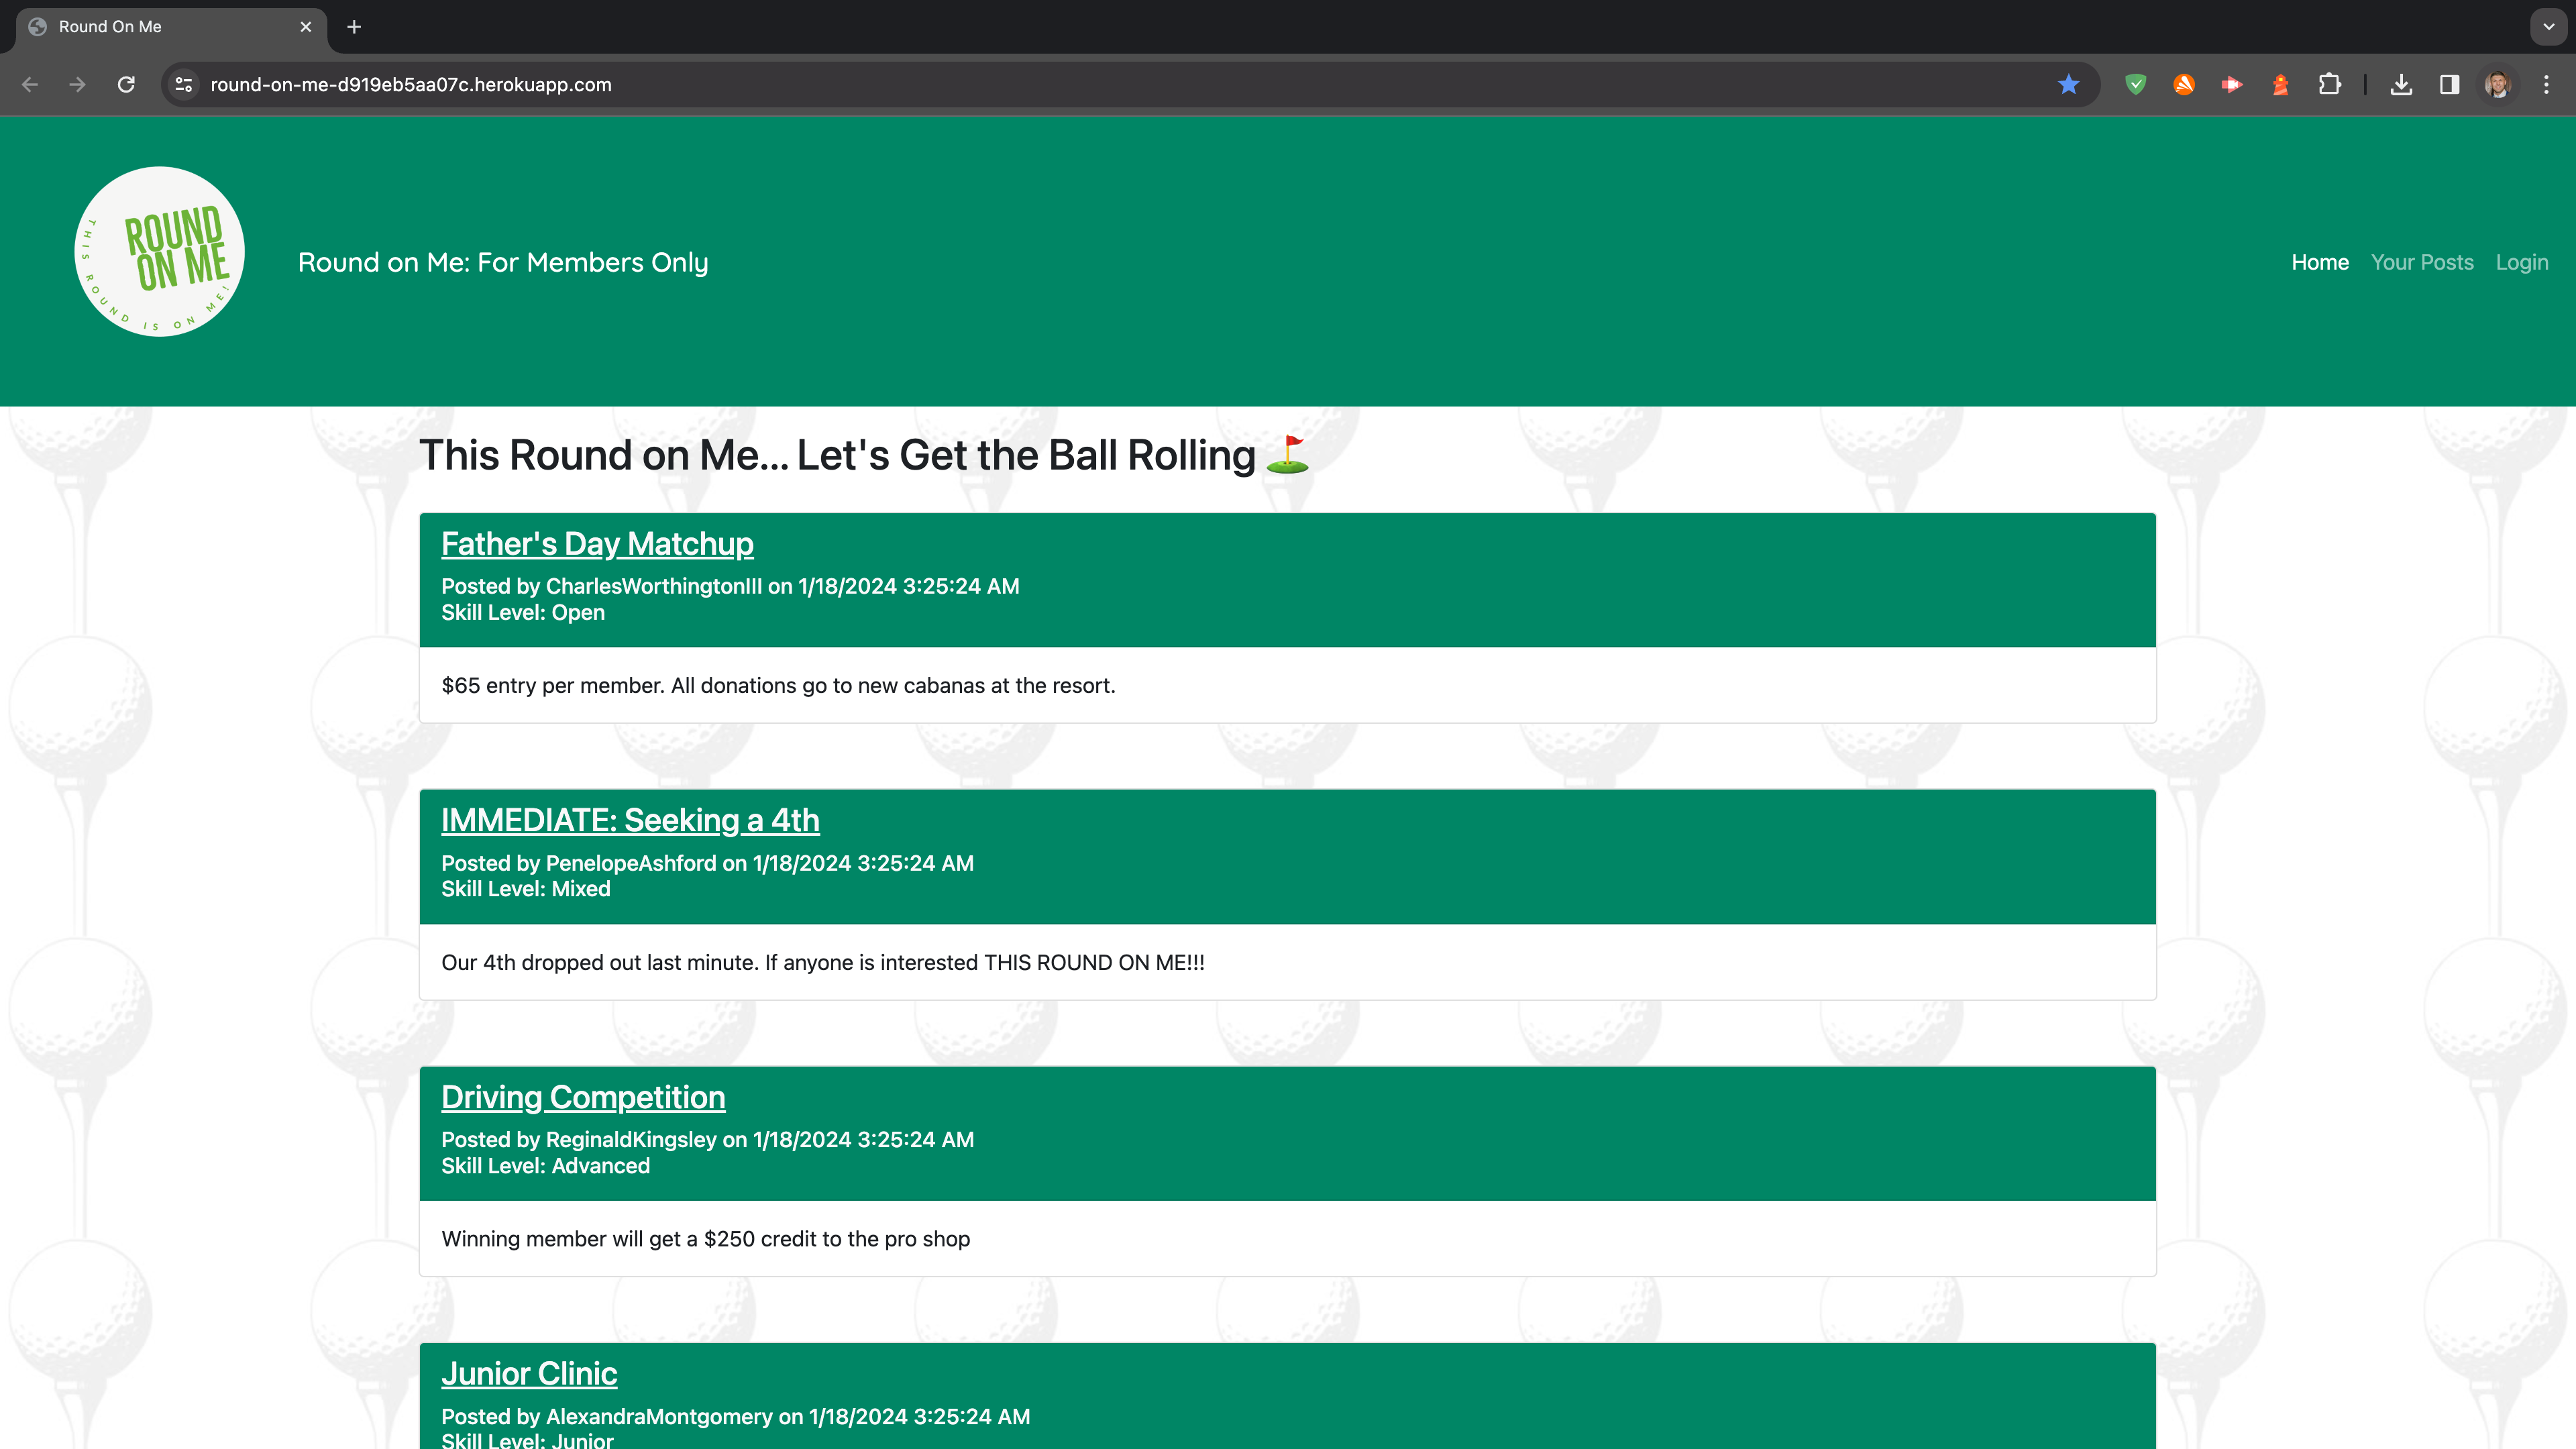 Round On Me
round-on-me-d919eb5aa07c.herokuapp.com
ROUND
ON ME
THIS ROUND IS ON ME!
Round on Me: For Members Only
Home
Your Posts
Login
This Round on Me... Let's Get the Ball Rolling ⛳
Father's Day Matchup
Posted by CharlesWorthingtonIII on 1/18/2024 3:25:24 AM
Skill Level: Open
$65 entry per member. All donations go to new cabanas at the resort.
IMMEDIATE: Seeking a 4th
Posted by PenelopeAshford on 1/18/2024 3:25:24 AM
Skill Level: Mixed
Our 4th dropped out last minute. If anyone is interested THIS ROUND ON ME!!!
Driving Competition
Posted by ReginaldKingsley on 1/18/2024 3:25:24 AM
Skill Level: Advanced
Winning member will get a $250 credit to the pro shop
Junior Clinic
Posted by AlexandraMontgomery on 1/18/2024 3:25:24 AM
Skill Level: Junior